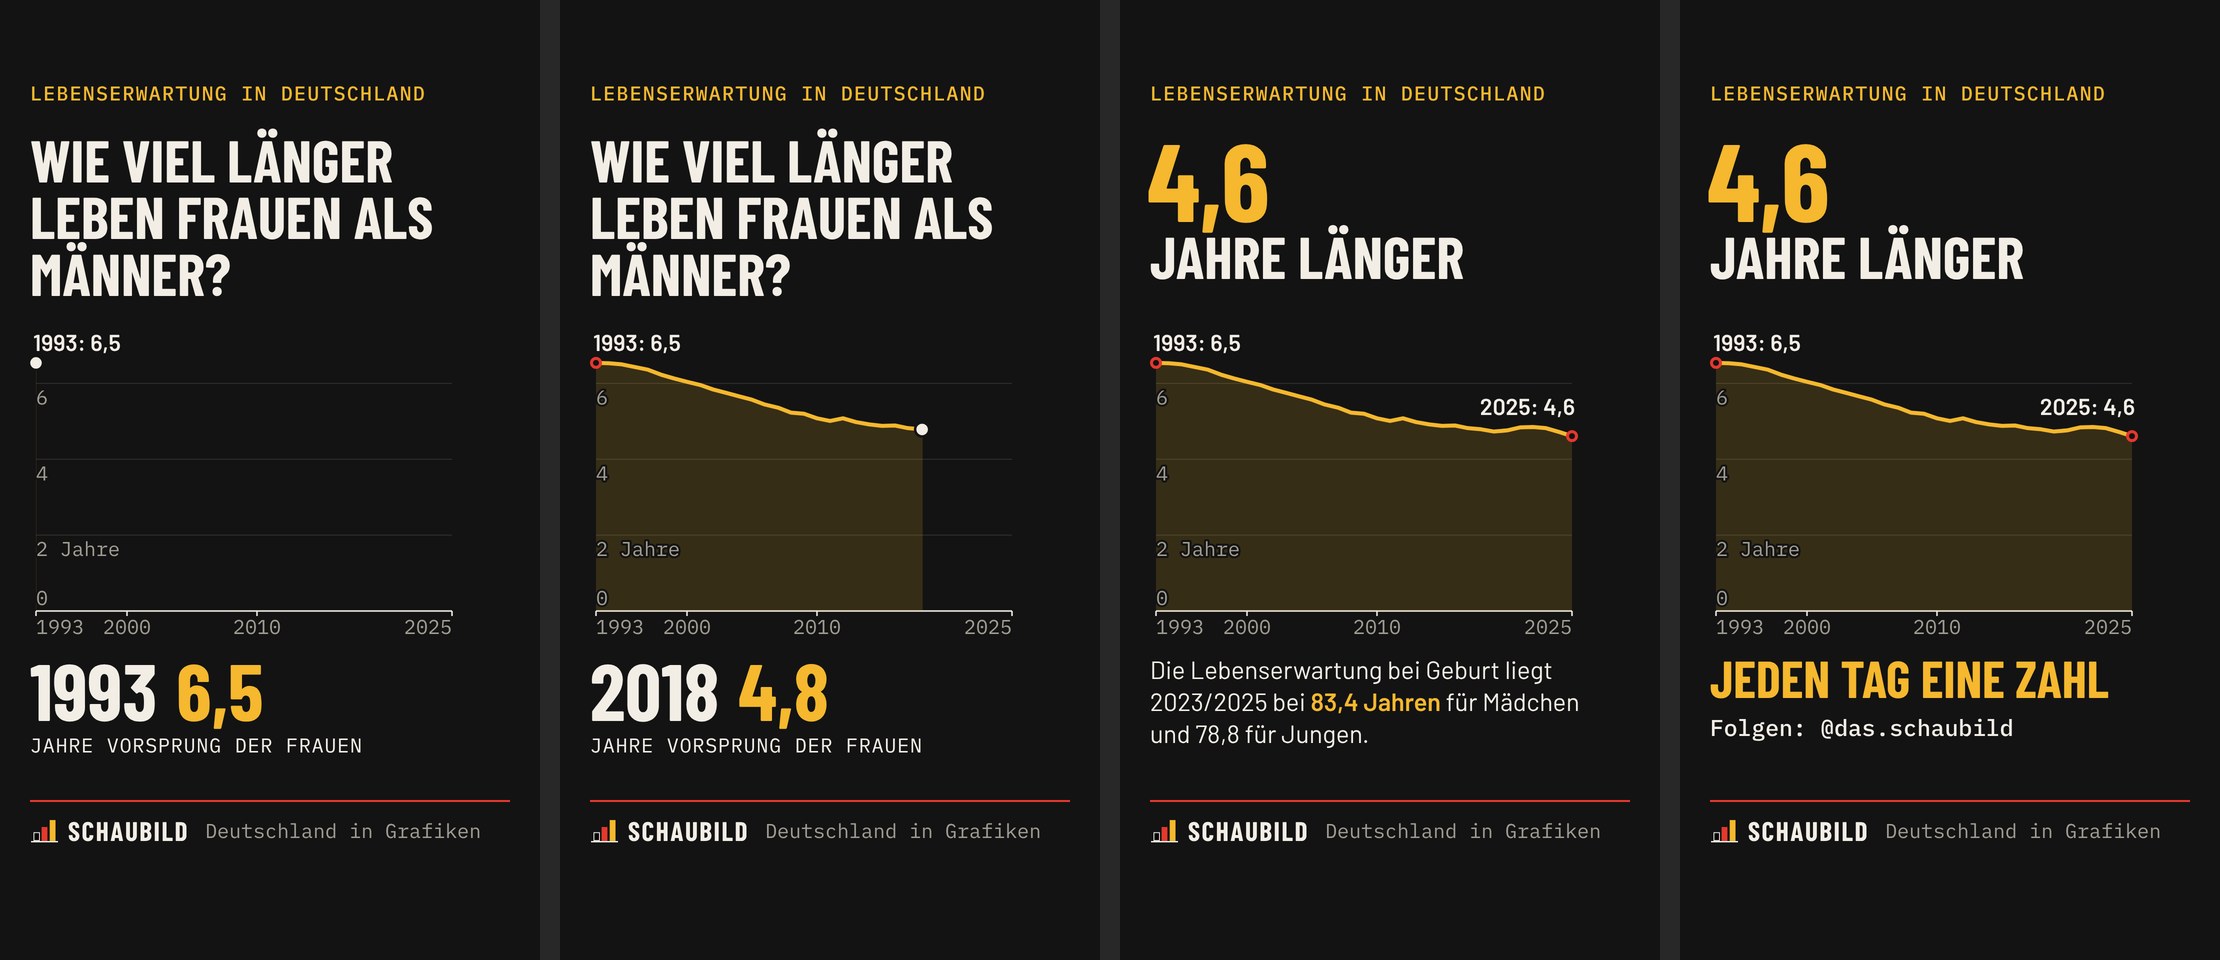 LEBENSERWARTUNG IN DEUTSCHLAND
WIE VIEL LÄNGER
LEBEN FRAUEN ALS
MÄNNER?
1993: 6,5
6
4
2 Jahre
0
1993 2000 2010 2025
1993 6,5
JAHRE VORSPRUNG DER FRAUEN
SCHAUBILD Deutschland in Grafiken
LEBENSERWARTUNG IN DEUTSCHLAND
WIE VIEL LÄNGER
LEBEN FRAUEN ALS
MÄNNER?
1993: 6,5
6
4
2 Jahre
0
1993 2000 2010 2025
2018 4,8
JAHRE VORSPRUNG DER FRAUEN
SCHAUBILD Deutschland in Grafiken
LEBENSERWARTUNG IN DEUTSCHLAND
4,6
JAHRE LÄNGER
1993: 6,5
6
2025: 4,6
4
2 Jahre
0
1993 2000 2010 2025
Die Lebenserwartung bei Geburt liegt
2023/2025 bei 83,4 Jahren für Mädchen
und 78,8 für Jungen.
SCHAUBILD Deutschland in Grafiken
LEBENSERWARTUNG IN DEUTSCHLAND
4,6
JAHRE LÄNGER
1993: 6,5
6
2025: 4,6
4
2 Jahre
0
1993 2000 2010 2025
JEDEN TAG EINE ZAHL
Folgen: @das.schaubild
SCHAUBILD Deutschland in Grafiken